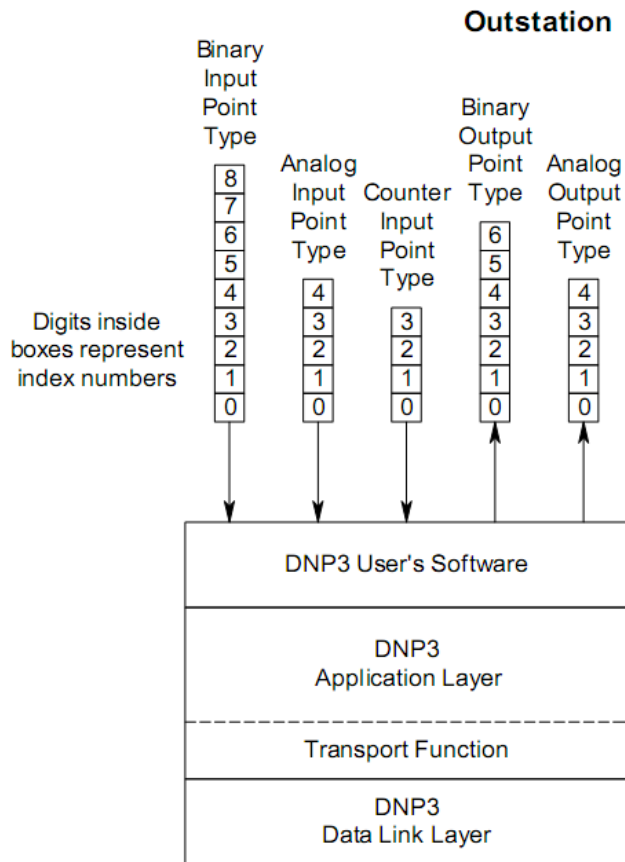 Outstation
Binary
Input
Point
Type
8
7
6
5
4
3
2
1
0
Analog
Input
Point
Type
4
3
2
1
0
Counter
Input
Point
Type
3
2
1
0
Binary
Output
Point
Type
6
5
4
3
2
1
0
Analog
Output
Point
Type
4
3
2
1
0
Digits inside
boxes represent
index numbers
DNP3 User's Software
DNP3
Application Layer
Transport Function
DNP3
Data Link Layer